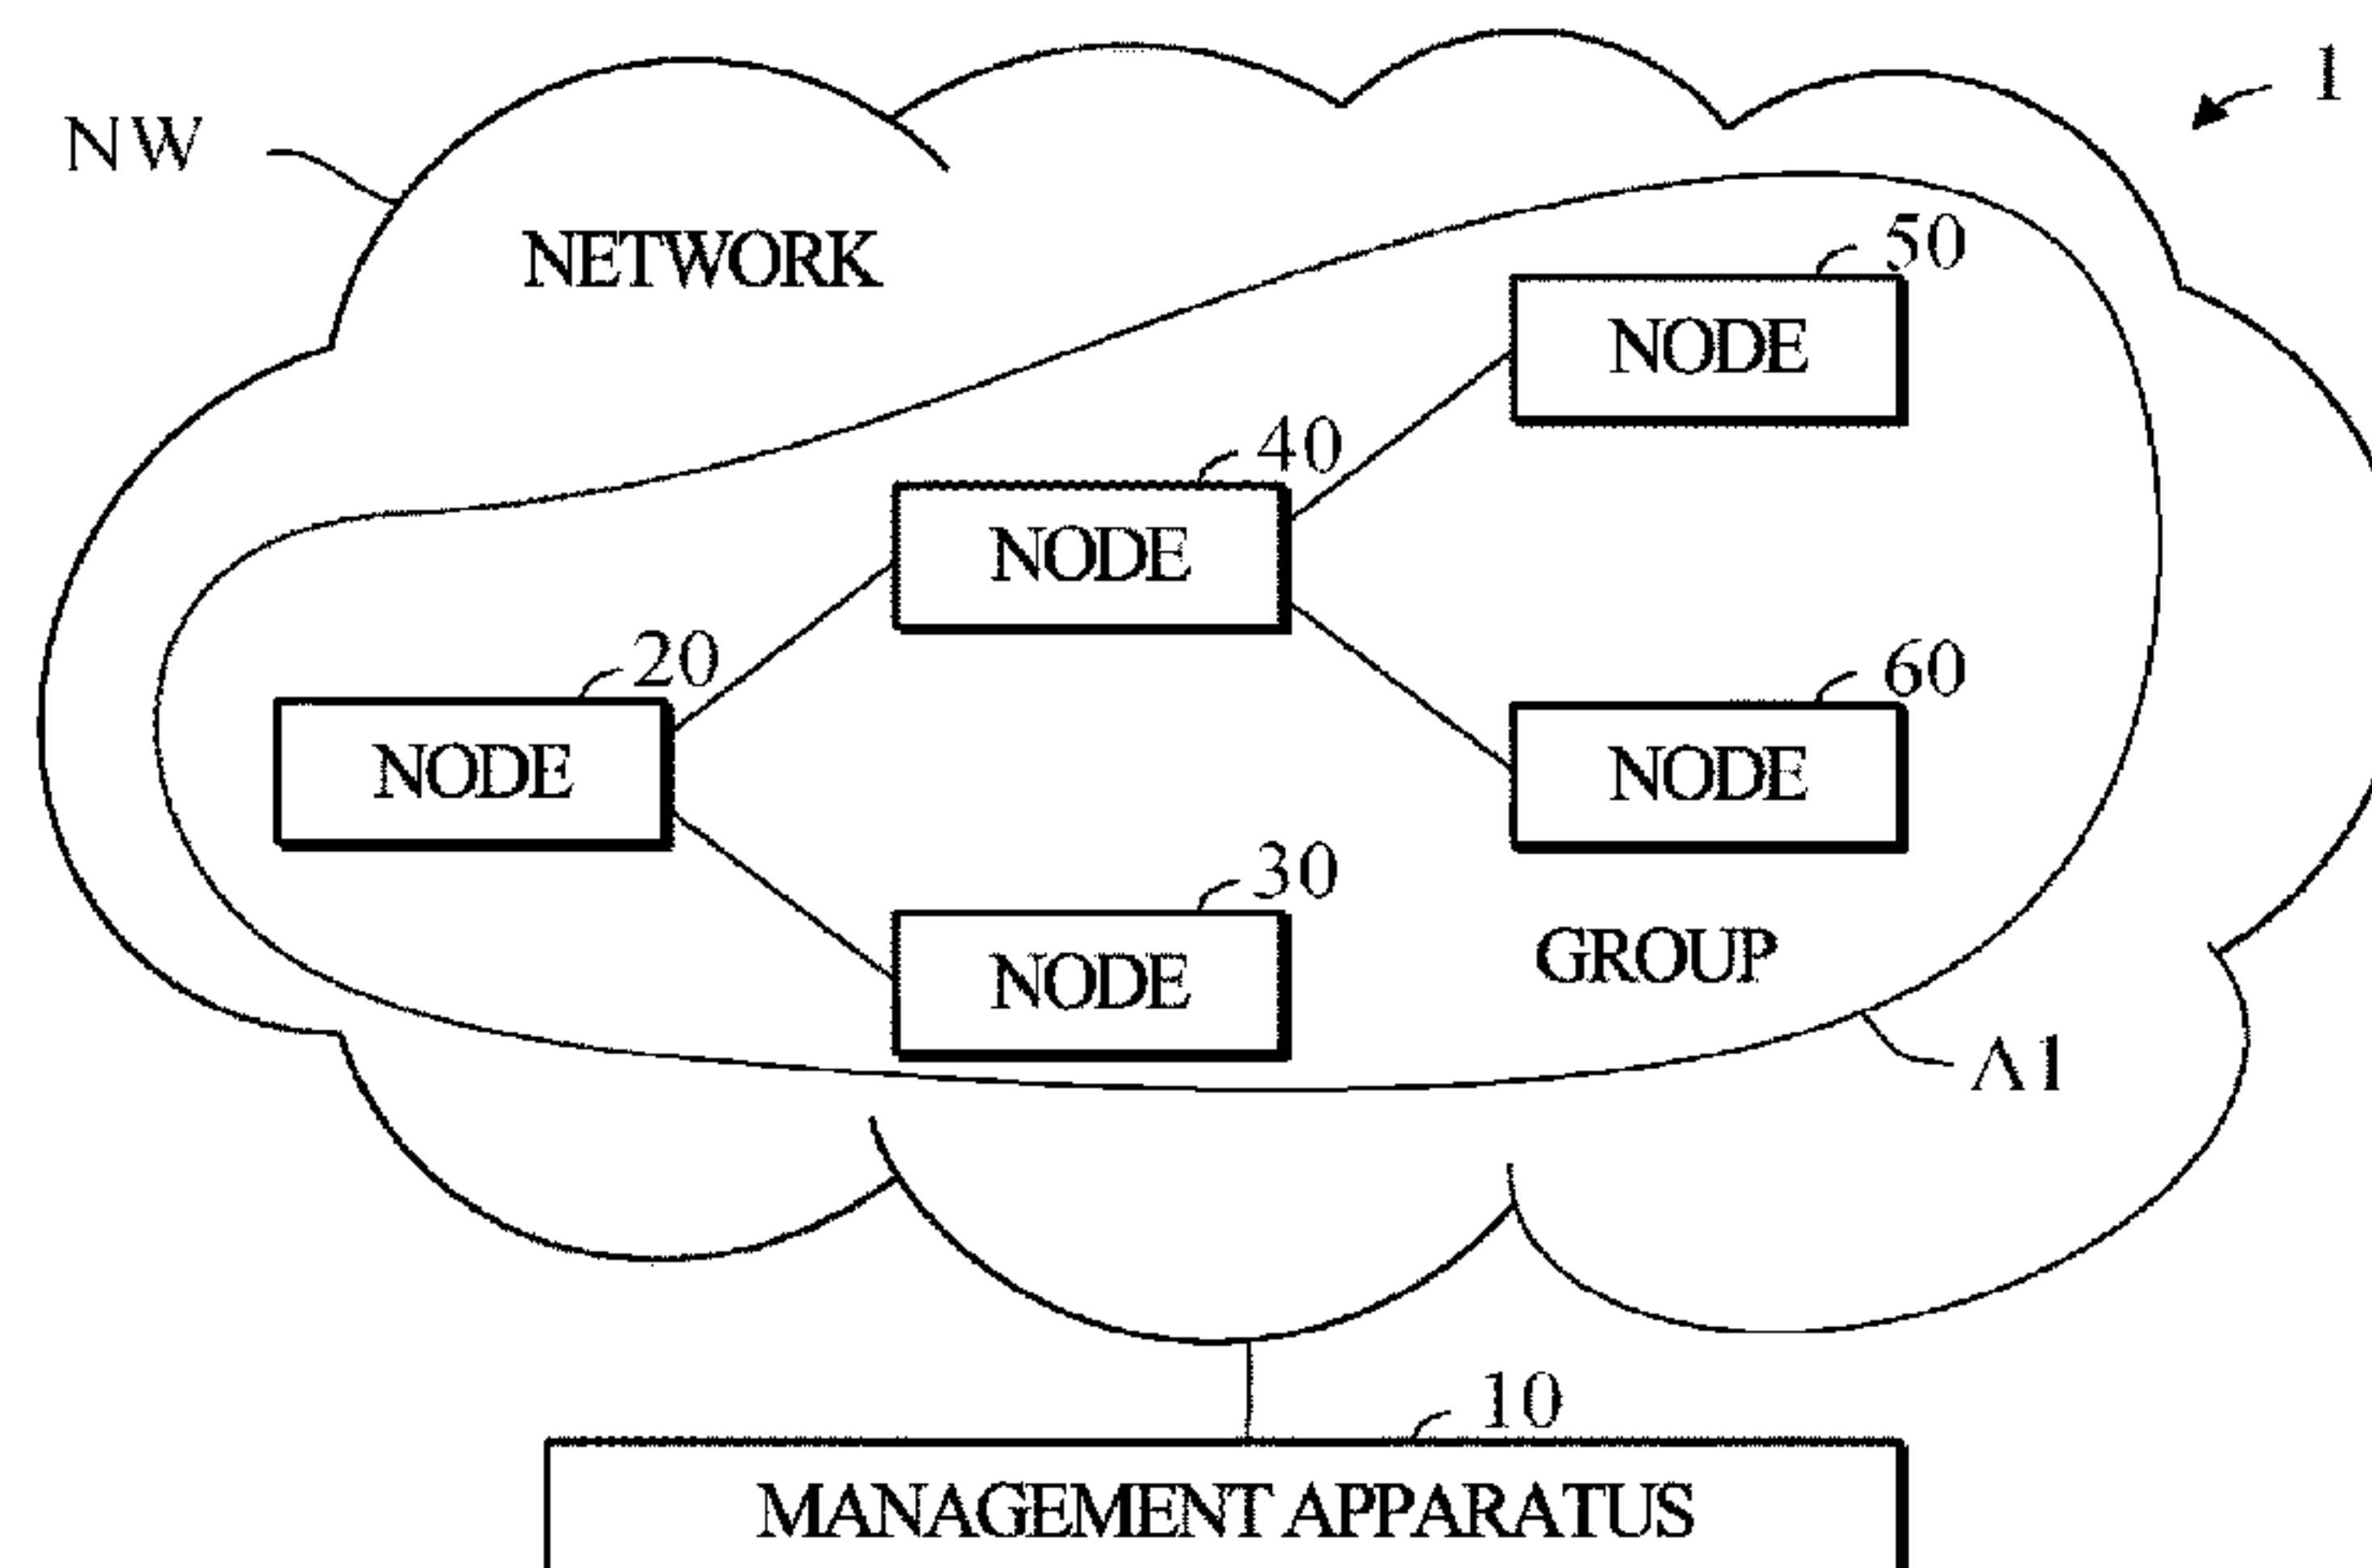 1
NW
NETWORK
50
NODE
40
NODE
20
NODE
60
NODE
30
NODE
GROUP
A1
10
MANAGEMENT APPARATUS